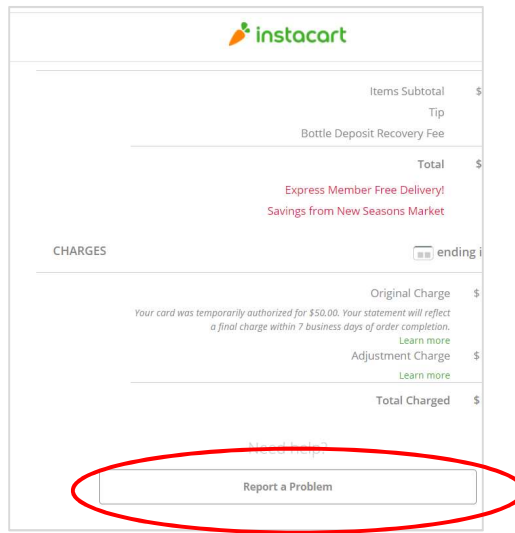 instacart
Items Subtotal $
Tip
Bottle Deposit Recovery Fee
Total $
Express Member Free Delivery!
Savings from New Seasons Market
CHARGES ending i
Original Charge $
Your card was temporarily authorized for $50.00. Your statement will reflect
a final charge within 7 business days of order completion.
Learn more
Adjustment Charge $
Learn more
Total Charged $
Need help?
Report a Problem